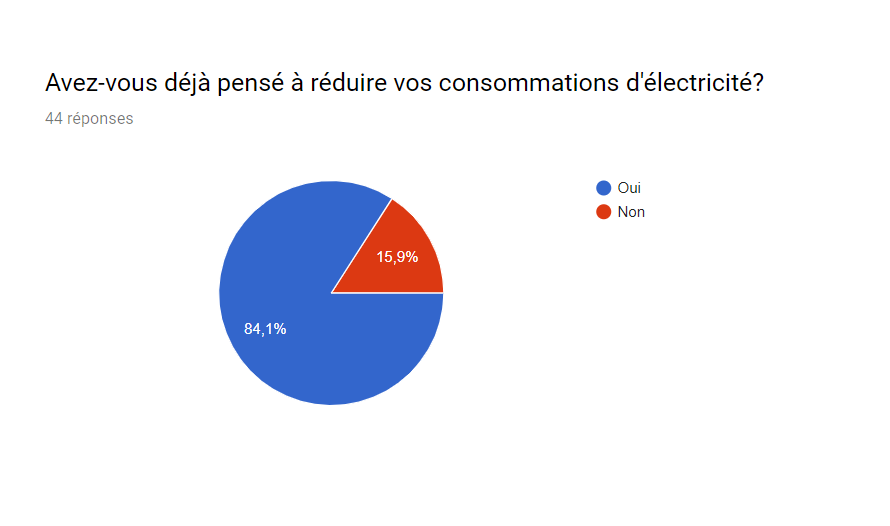 Avez-vous déjà pensé à réduire vos consommations d'électricité?
44 réponses
Oui
Non
15,9%
84,1%